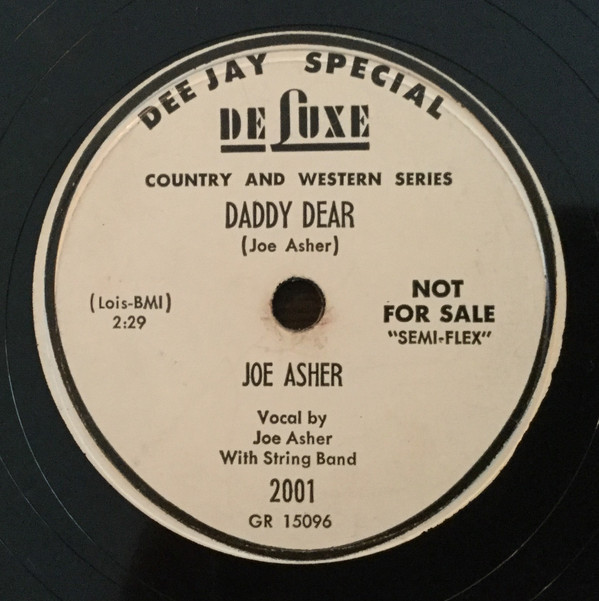 DEE JAY SPECIAL
DE LUXE
COUNTRY AND WESTERN SERIES
DADDY DEAR
(Joe Asher)
(Lois-BMI)
2:29
NOT
FOR SALE
"SEMI-FLEX"
JOE ASHER
Vocal by
Joe Asher
With String Band
2001
GR 15096